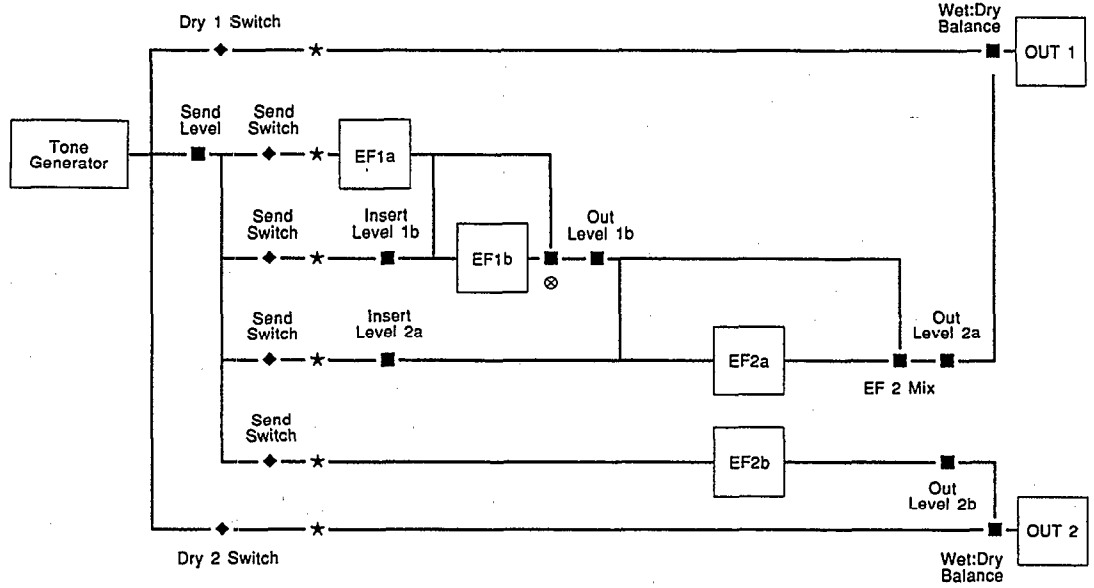 Dry 1 Switch
Wet:Dry
Balance
OUT 1
Send
Level
Send
Switch
Tone
Generator
EF1a
Send
Switch
Insert
Level 1b
EF1b
Out
Level 1b
Send
Switch
Insert
Level 2a
EF2a
Out
Level 2a
EF 2 Mix
Send
Switch
EF2b
Out
Level 2b
OUT 2
Dry 2 Switch
Wet:Dry
Balance